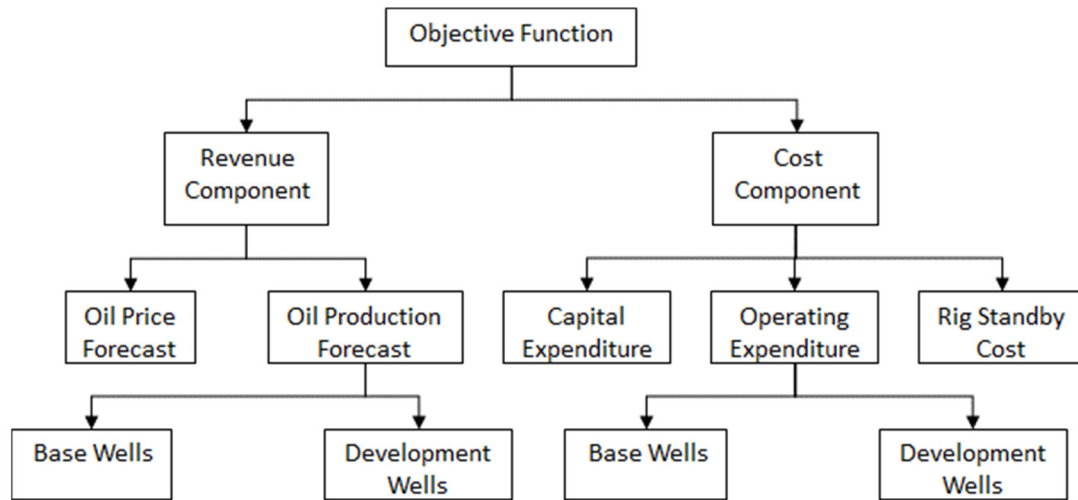 Objective Function
Revenue
Component
Cost
Component
Oil Price
Forecast
Oil Production
Forecast
Capital
Expenditure
Operating
Expenditure
Rig Standby
Cost
Base Wells
Development
Wells
Base Wells
Development
Wells